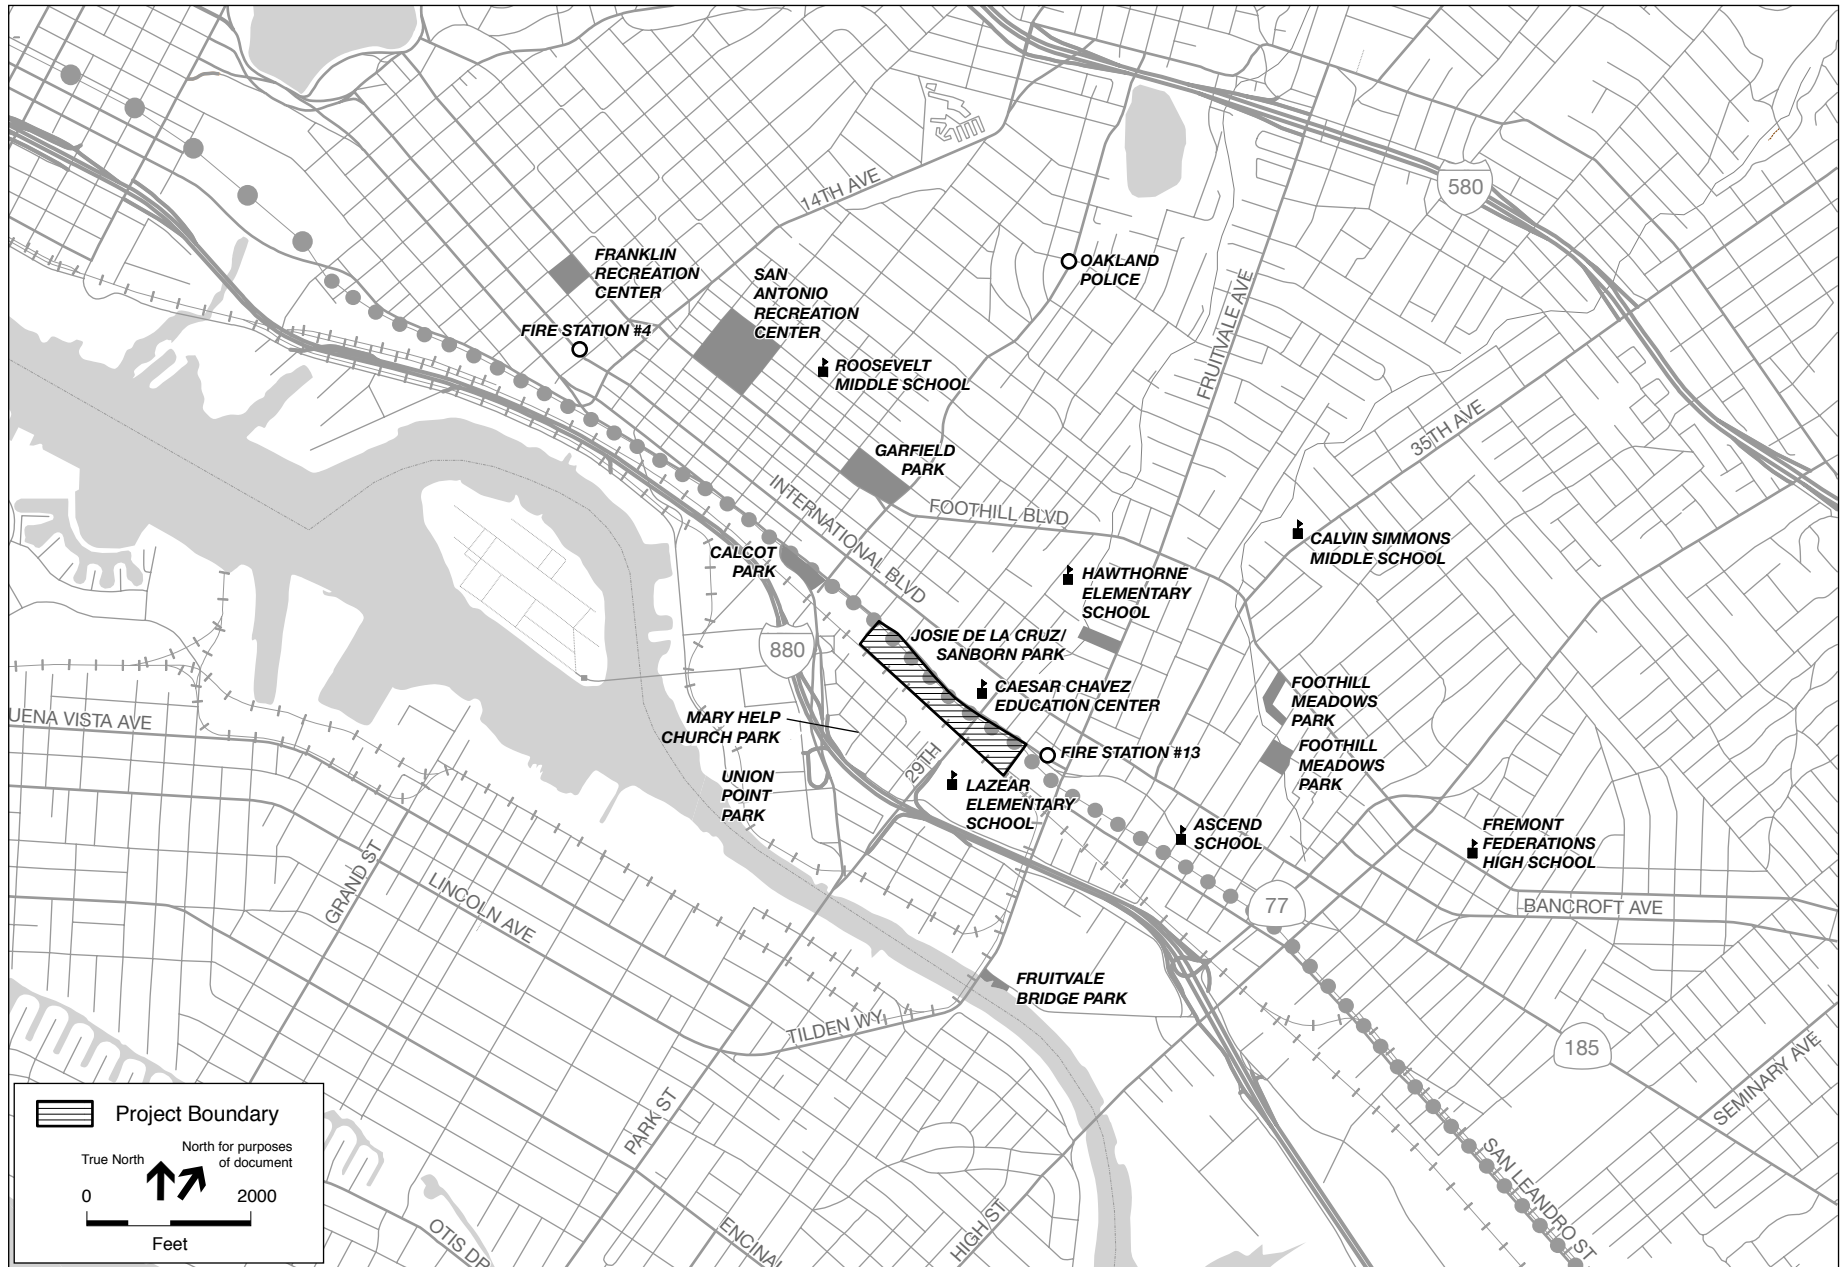 580
14TH AVE
FRANKLIN
RECREATION
CENTER
SAN
ANTONIO
RECREATION
CENTER
OAKLAND
POLICE
FRUITVALE AVE
FIRE STATION #4
ROOSEVELT
MIDDLE SCHOOL
35TH AVE
GARFIELD
PARK
INTERNATIONAL BLVD
FOOTHILL BLVD
CALVIN SIMMONS
MIDDLE SCHOOL
CALCOT
PARK
HAWTHORNE
ELEMENTARY
SCHOOL
880
JOSIE DE LA CRUZ/
SANBORN PARK
CAESAR CHAVEZ
EDUCATION CENTER
FOOTHILL
MEADOWS
PARK
UENA VISTA AVE
MARY HELP
CHURCH PARK
FOOTHILL
MEADOWS
PARK
29TH
FIRE STATION #13
UNION
POINT
PARK
LAZEAR
ELEMENTARY
SCHOOL
ASCEND
SCHOOL
FREMONT
FEDERATIONS
HIGH SCHOOL
GRAND ST
LINCOLN AVE
77
BANCROFT AVE
FRUITVALE
BRIDGE PARK
TILDEN WY
185
SEMINARY AVE
PARK ST
SAN LEANDRO ST
HIGH ST
ENCINAL
OTIS DR
Project Boundary
True North
North for purposes
of document
0
2000
Feet